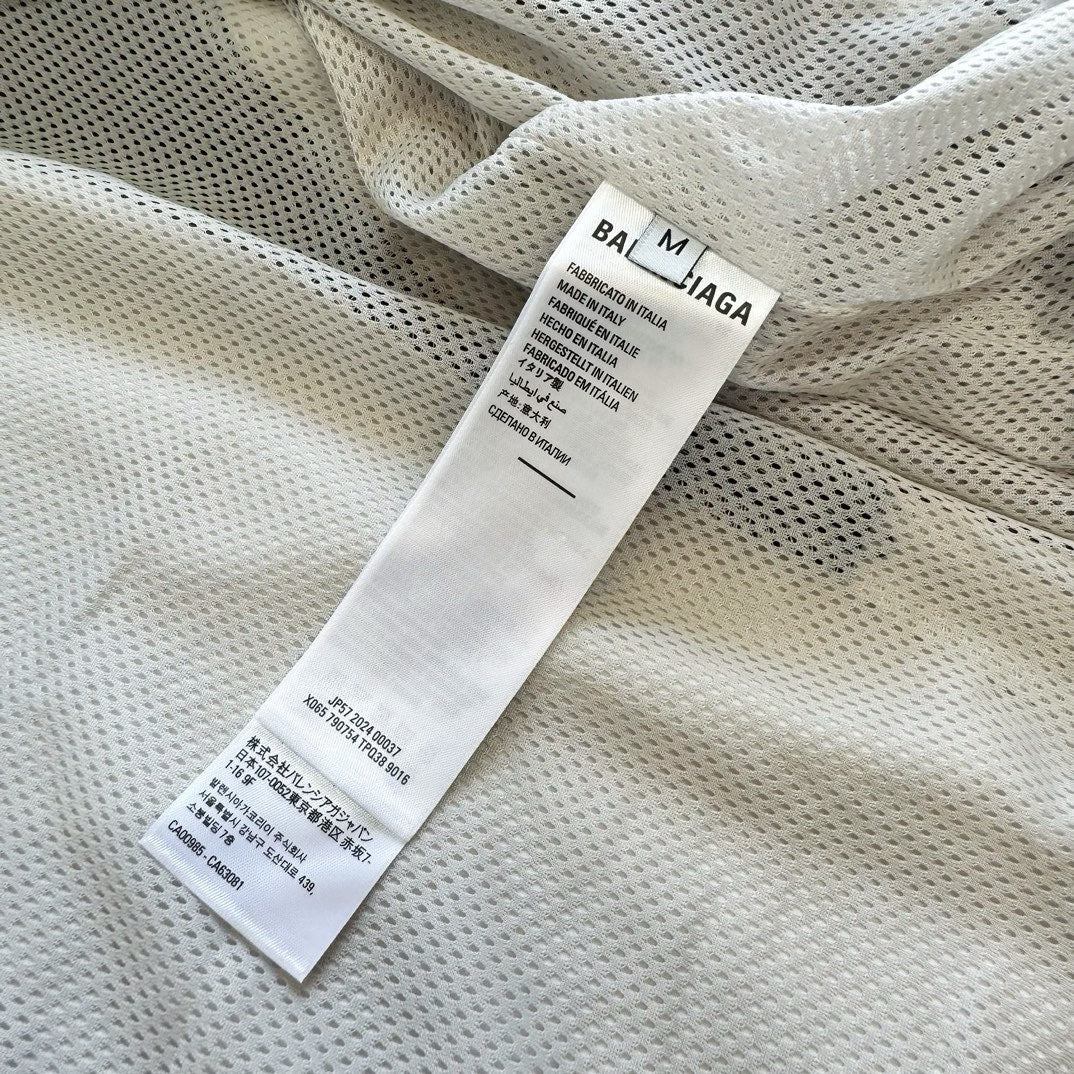 M
BALENCIAGA
FABBRICATO IN ITALIA
MADE IN ITALY
FABRIQUÉ EN ITALIE
HECHO EN ITALIA
HERGESTELLT IN ITALIEN
FABRICADO EM ITÁLIA
イタリア製
صنع في ايطاليا
产地:意大利
СДЕЛАНО В ИТАЛИИ
JP57 2024 00037
X065 790754 TPQ38 9016
株式会社バレンシアガジャパン
日本107-0052東京都港区 赤坂7-
1-16 9F
발렌시아가코리아 주식회사
서울특별시 강남구 도산대로 439,
소봉빌딩 7층
CA00985 - CA63081